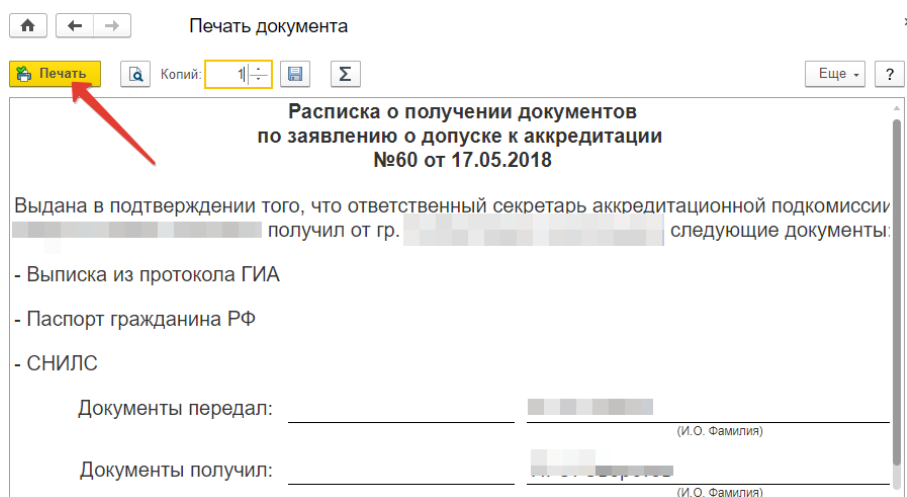 Печать документа
Печать Копий: 1 Σ Еще ?
Расписка о получении документов
по заявлению о допуске к аккредитации
№60 от 17.05.2018
Выдана в подтверждении того, что ответственный секретарь аккредитационной подкомиссии
получил от гр. следующие документы:
- Выписка из протокола ГИА
- Паспорт гражданина РФ
- СНИЛС
Документы передал:
(И.О. Фамилия)
Документы получил:
(И.О. Фамилия)